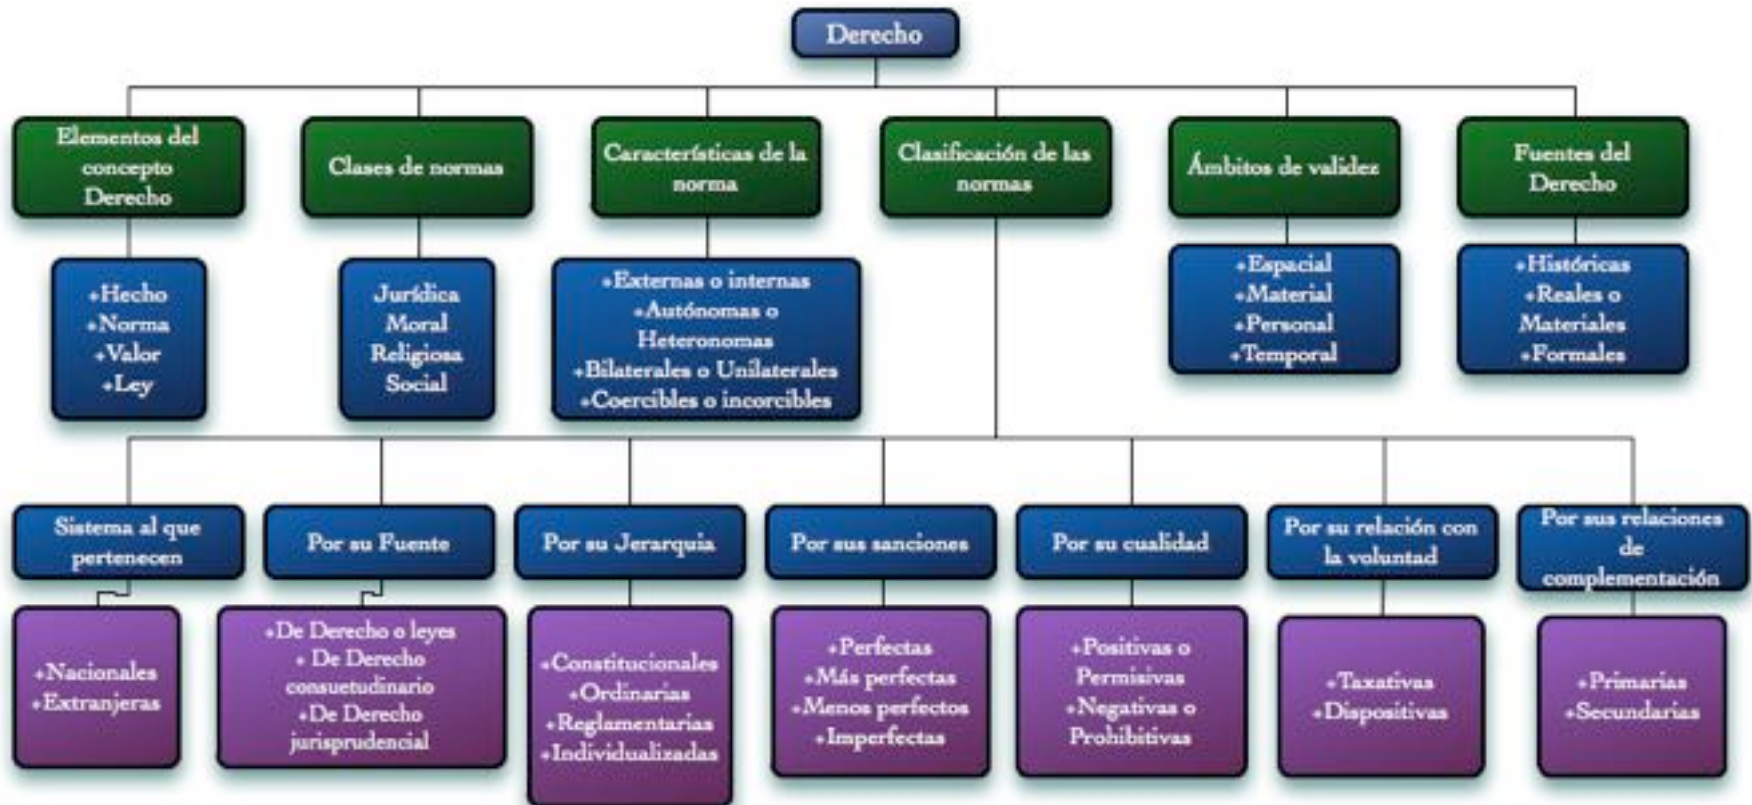 Derecho
Elementos del
concepto
Derecho
Clases de normas
Características de la
norma
Clasificación de las
normas
Ámbitos de validez
Fuentes del
Derecho
+Hecho
+Norma
+Valor
+Ley
Jurídica
Moral
Religiosa
Social
+Externas o internas
+Autónomas o
Heteronomas
+Bilaterales o Unilaterales
+Coercibles o incorcibles
+Espacial
+Material
+Personal
+Temporal
+Históricas
+Reales o
Materiales
+Formales
Sistema al que
pertenecen
Por su Fuente
Por su Jerarquia
Por sus sanciones
Por su cualidad
Por su relación con
la voluntad
Por sus relaciones
de
complementación
+Nacionales
+Extranjeras
+De Derecho o leyes
+ De Derecho
consuetudinario
+De Derecho
jurisprudencial
+Constitucionales
+Ordinarias
+Reglamentarias
+Individualizadas
+Perfectas
+Más perfectas
+Menos perfectos
+Imperfectas
+Positivas o
Permisivas
+Negativas o
Prohibitivas
+Taxativas
+Dispositivas
+Primarias
+Secundarias